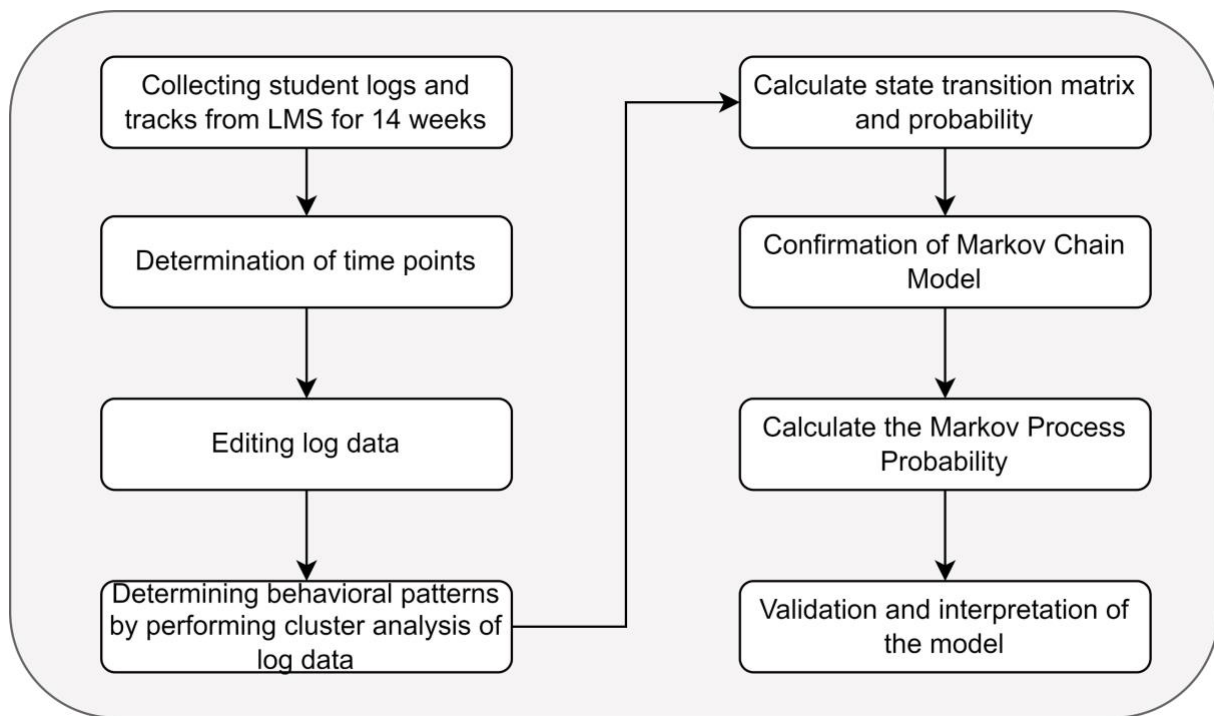 Collecting student logs and
tracks from LMS for 14 weeks
Determination of time points
Editing log data
Determining behavioral patterns
by performing cluster analysis of
log data
Calculate state transition matrix
and probability
Confirmation of Markov Chain
Model
Calculate the Markov Process
Probability
Validation and interpretation of
the model